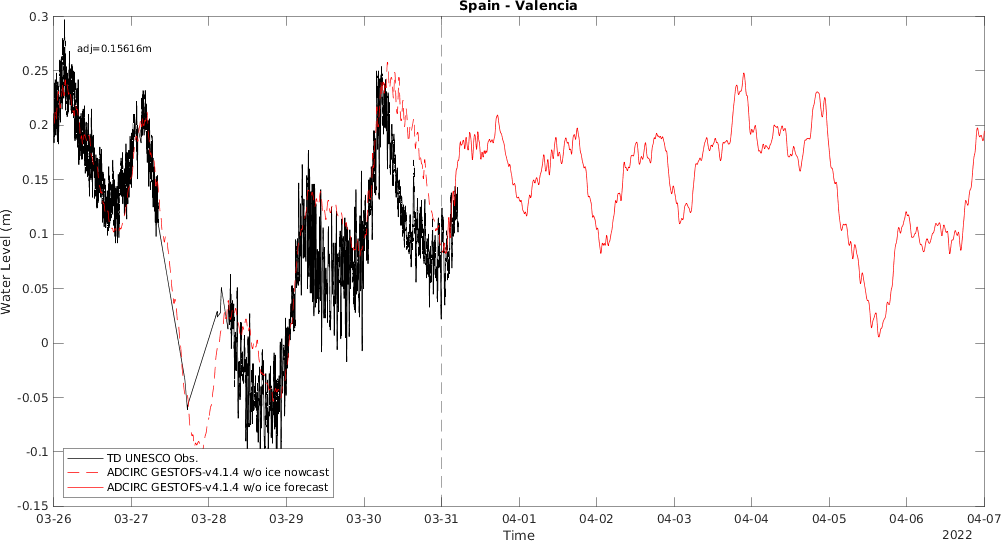 Spain - Valencia
adj=0.15616m
0.3
0.25
0.2
0.15
0.1
0.05
0
-0.05
-0.1
-0.15
Water Level (m)
TD UNESCO Obs.
ADCIRC GESTOFS-v4.1.4 w/o ice nowcast
ADCIRC GESTOFS-v4.1.4 w/o ice forecast
03-26 03-27 03-28 03-29 03-30 03-31 04-01 04-02 04-03 04-04 04-05 04-06 04-07
Time
2022